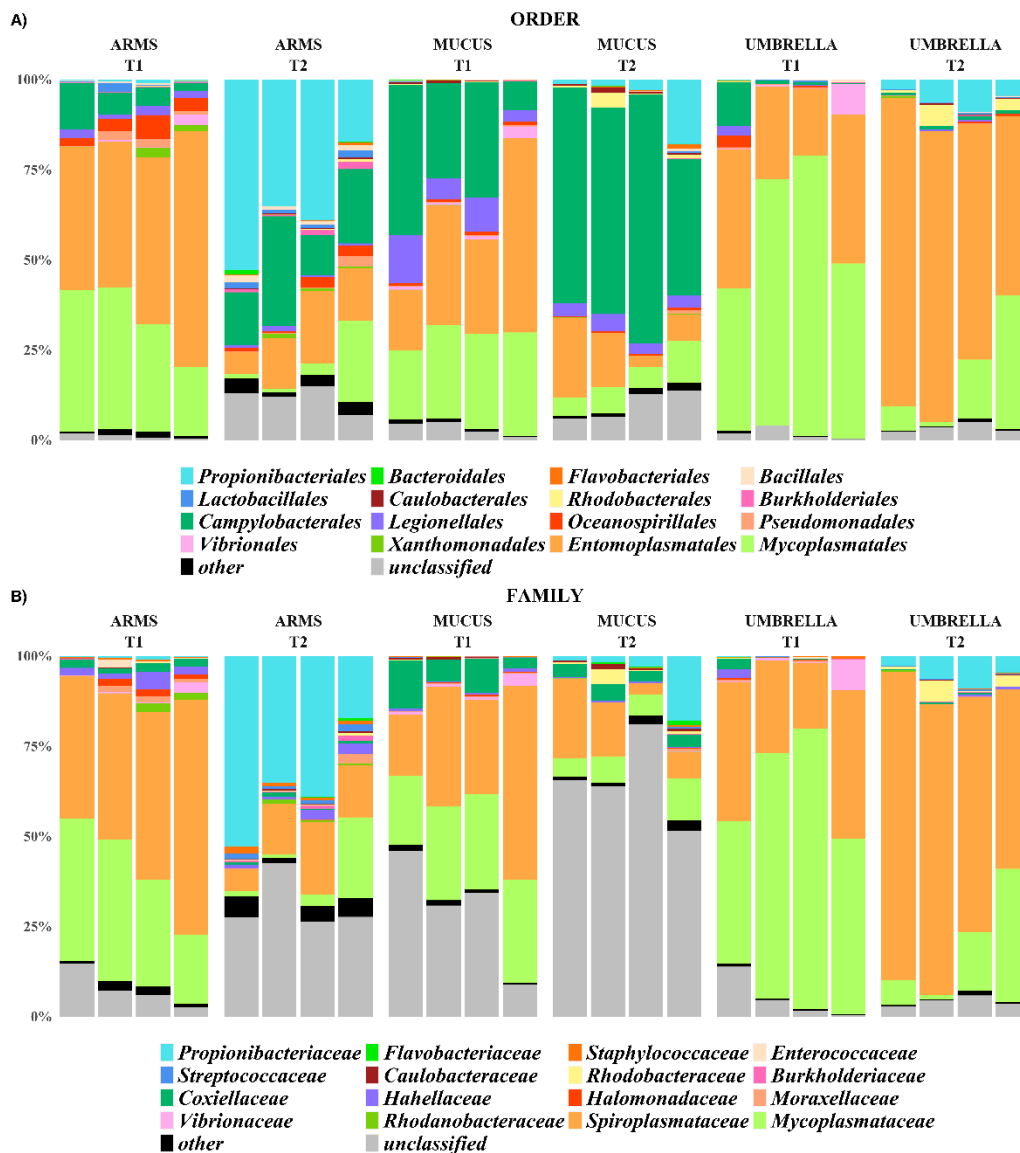 A)
ORDER
ARMS ARMS MUCUS MUCUS UMBRELLA UMBRELLA
T1 T2 T1 T2 T1 T2
100%
75%
50%
25%
0%
Propionibacteriales Bacteroidales Flavobacteriales Bacillales
Lactobacillales Caulobacterales Rhodobacterales Burkholderiales
Campylobacterales Legionellales Oceanospirillales Pseudomonadales
Vibrionales Xanthomonadales Entomoplasmatales Mycoplasmatales
other unclassified
B)
FAMILY
ARMS ARMS MUCUS MUCUS UMBRELLA UMBRELLA
T1 T2 T1 T2 T1 T2
100%
75%
50%
25%
0%
Propionibacteriaceae Flavobacteriaceae Staphylococcaceae Enterococcaceae
Streptococcaceae Caulobacteraceae Rhodobacteraceae Burkholderiaceae
Coxiellaceae Hahellaceae Halomonadaceae Moraxellaceae
Vibrionaceae Rhodanobacteraceae Spiroplasmataceae Mycoplasmataceae
other unclassified